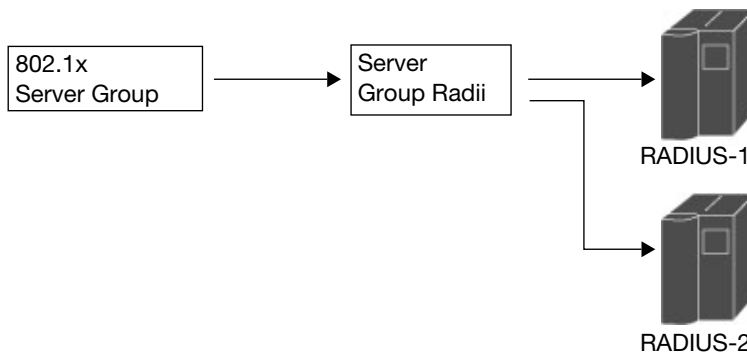 802.1x
Server Group
Server
Group Radii
RADIUS-1
RADIUS-2